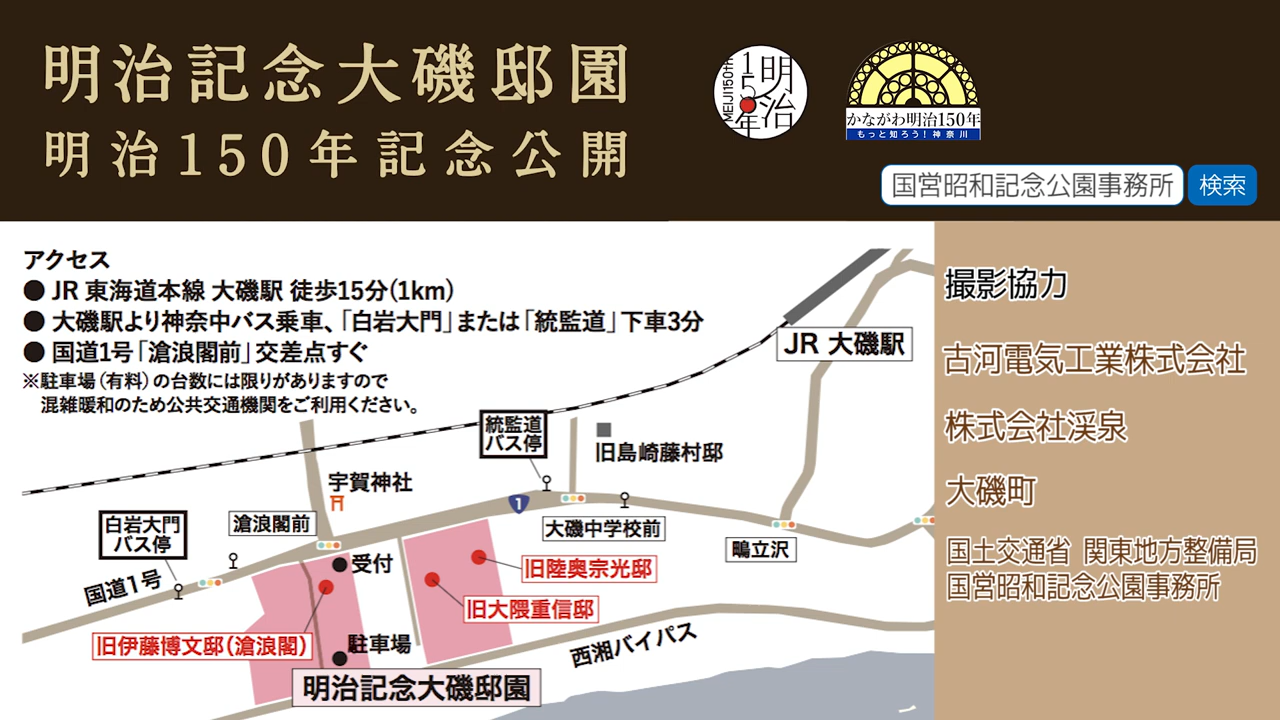 明治記念大磯邸園
明治150年記念公開
明治
150年
MEIJI150TH
かながわ明治150年
もっと知ろう!神奈川
国営昭和記念公園事務所
検索
アクセス
● JR 東海道本線 大磯駅 徒歩15分(1km)
● 大磯駅より神奈中バス乗車、「白岩大門」または「統監道」下車3分
● 国道1号「滄浪閣前」交差点すぐ
※駐車場(有料)の台数には限りがありますので
混雑緩和のため公共交通機関をご利用ください。
JR 大磯駅
統監道
バス停
旧島崎藤村邸
宇賀神社
1
白岩大門
バス停
滄浪閣前
大磯中学校前
鴫立沢
国道1号
受付
旧陸奥宗光邸
旧大隈重信邸
旧伊藤博文邸(滄浪閣)
駐車場
西湘バイパス
明治記念大磯邸園
撮影協力
古河電気工業株式会社
株式会社渓泉
大磯町
国土交通省 関東地方整備局
国営昭和記念公園事務所